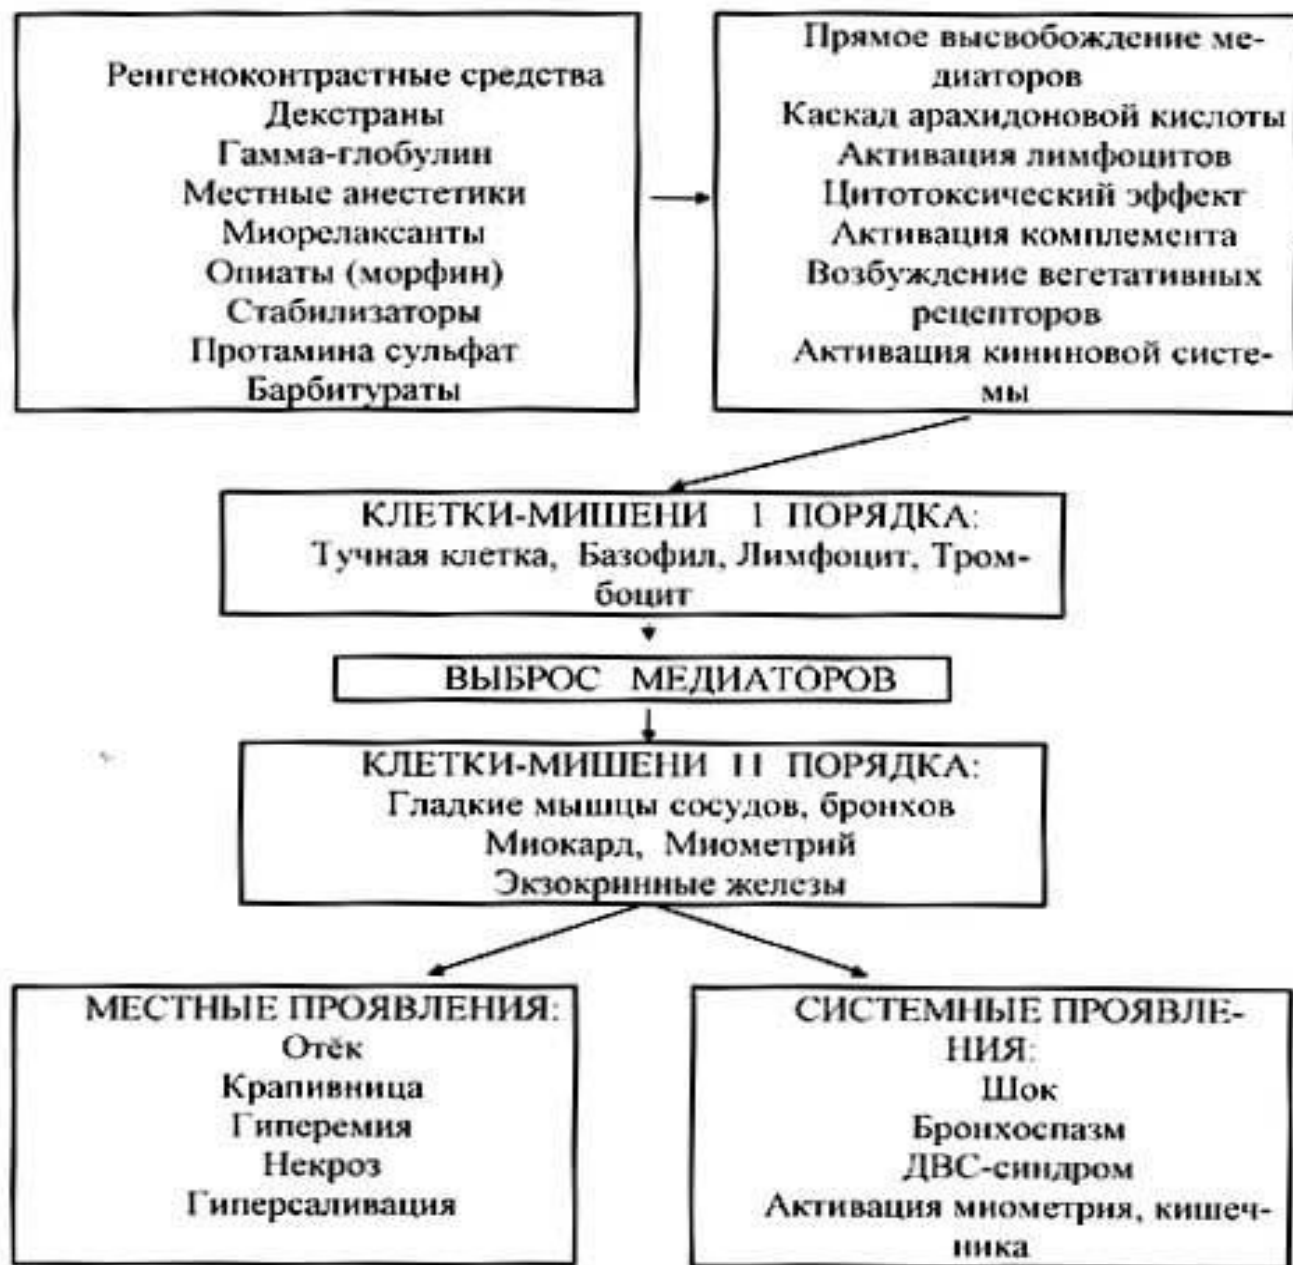 Ренгеноконтрастные средства
Декстраны
Гамма-глобулин
Местные анестетики
Миорелаксанты
Опиаты (морфин)
Стабилизаторы
Протамина сульфат
Барбитураты
Прямое высвобождение ме-
диаторов
Каскад арахидоновой кислоты
Активация лимфоцитов
Цитотоксический эффект
Активация комплемента
Возбуждение вегетативных
рецепторов
Активация кининовой систе-
мы
КЛЕТКИ-МИШЕНИ 1 ПОРЯДКА:
Тучная клетка, Базофил, Лимфоцит, Тром-
боцит
ВЫБРОС МЕДИАТОРОВ
КЛЕТКИ-МИШЕНИ 11 ПОРЯДКА:
Гладкие мышцы сосудов, бронхов
Миокард, Миометрий
Экзокринные железы
МЕСТНЫЕ ПРОЯВЛЕНИЯ:
Отёк
Крапивница
Гиперемия
Некроз
Гиперсаливация
СИСТЕМНЫЕ ПРОЯВЛЕ-
НИЯ:
Шок
Бронхоспазм
ДВС-синдром
Активация миометрия, кишеч-
ника